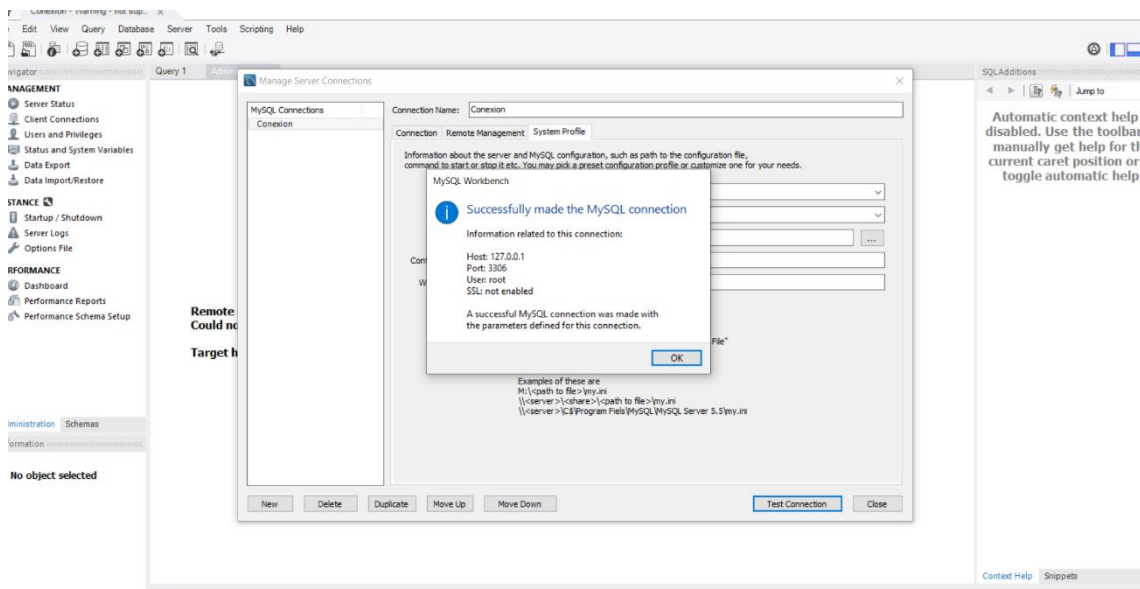 Conexion - Warning - not sup...
Edit View Query Database Server Tools Scripting Help
Query 1
SQLAdditions
MySQL Connections
Conexion
Manage Server Connections
Connection Name: Conexion
Connection Remote Management System Profile
Information about the server and MySQL configuration, such as path to the configuration file,
command to start or stop it etc. You may pick a preset configuration profile or customize one for your needs.
MySQL Workbench
Successfully made the MySQL connection
Information related to this connection:
Host: 127.0.0.1
Port: 3306
User: root
SSL: not enabled
A successful MySQL connection was made with
the parameters defined for this connection.
OK
File"
Examples of these are
M:\<path to file>\my.ini
\\<server>\<share>\<path to file>\my.ini
\\<server>\C$\Program Fiels\MySQL\MySQL Server 5.5\my.ini
New Delete Duplicate Move Up Move Down Test Connection Close
Server Status
Client Connections
Users and Privileges
Status and System Variables
Data Export
Data Import/Restore
Startup / Shutdown
Server Logs
Options File
Dashboard
Performance Reports
Performance Schema Setup
Schemas
No object selected
Remote
Could no
Target h
Jump to
Automatic context help
disabled. Use the toolbar
manually get help for th
current caret position or
toggle automatic help.
Context Help Snippets